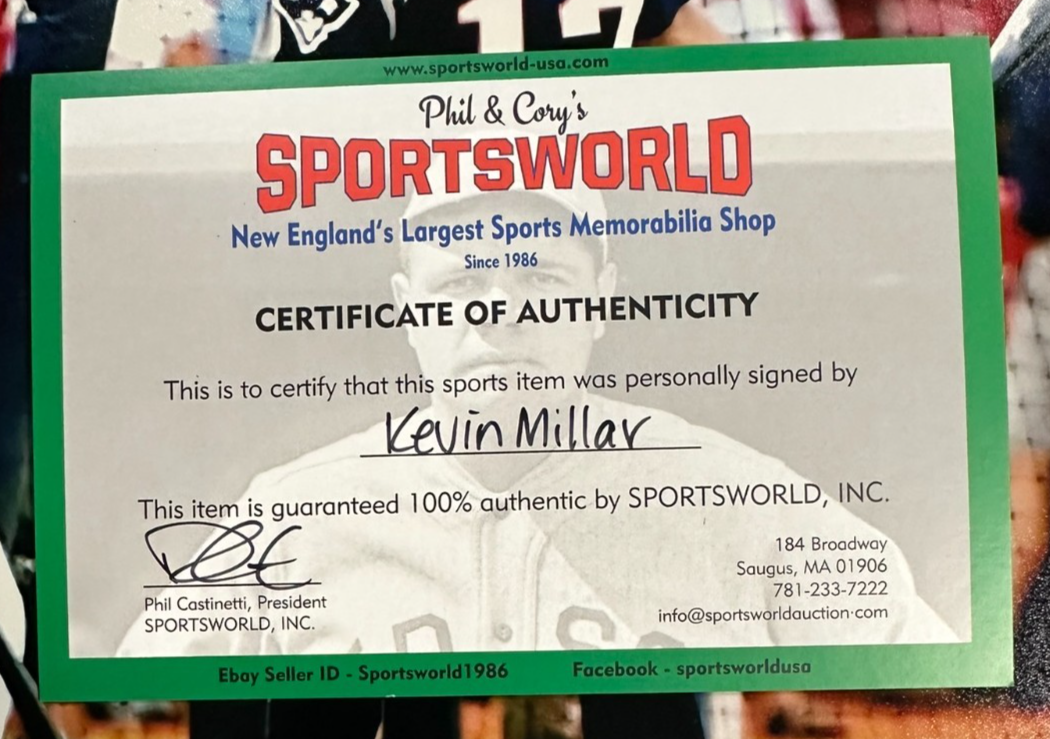 17
www.sportsworld-usa.com
Phil & Cory's
SPORTSWORLD
New England's Largest Sports Memorabilia Shop
Since 1986
CERTIFICATE OF AUTHENTICITY
This is to certify that this sports item was personally signed by
Kevin Millar
This item is guaranteed 100% authentic by SPORTSWORLD, INC.
184 Broadway
Saugus, MA 01906
781-233-7222
info@sportsworldauction.com
Phil Castinetti, President
SPORTSWORLD, INC.
Ebay Seller ID - Sportsworld1986
Facebook - sportsworldusa